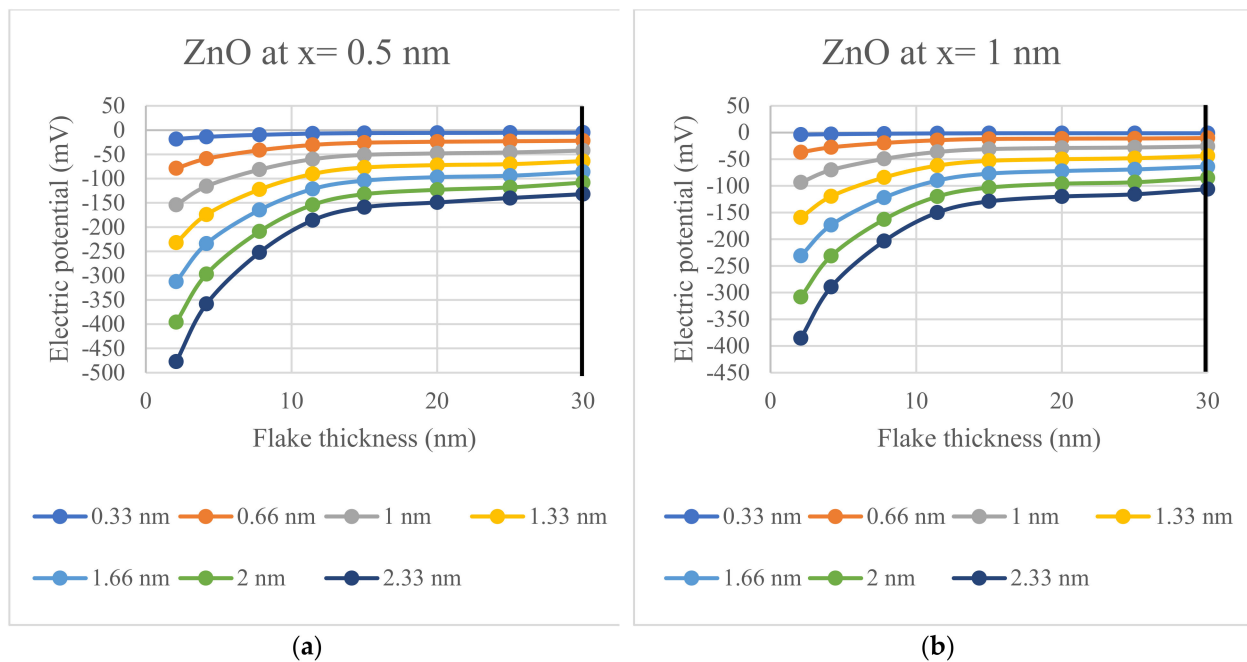 ZnO at x= 0.5 nm
Electric potential (mV)
50
0
-50
-100
-150
-200
-250
-300
-350
-400
-450
-500
0 10 20 30
Flake thickness (nm)
0.33 nm 0.66 nm 1 nm 1.33 nm
1.66 nm 2 nm 2.33 nm
(a)
ZnO at x= 1 nm
Electric potential (mV)
50
0
-50
-100
-150
-200
-250
-300
-350
-400
-450
0 10 20 30
Flake thickness (nm)
0.33 nm 0.66 nm 1 nm 1.33 nm
1.66 nm 2 nm 2.33 nm
(b)